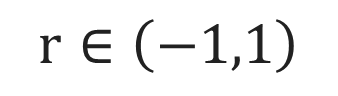 r ∈ (−1,1)